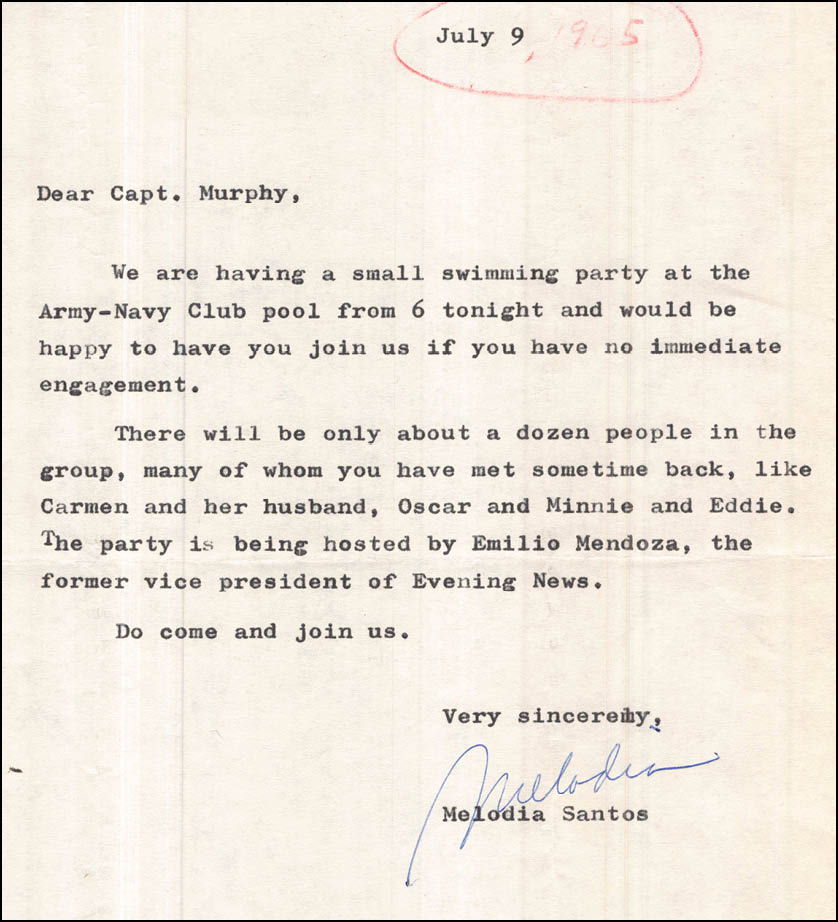 July 9, 1965
Dear Capt. Murphy,
We are having a small swimming party at the
Army-Navy Club pool from 6 tonight and would be
happy to have you join us if you have no immediate
engagement.
There will be only about a dozen people in the
group, many of whom you have met sometime back, like
Carmen and her husband, Oscar and Minnie and Eddie.
The party is being hosted by Emilio Mendoza, the
former vice president of Evening News.
Do come and join us.
Very sincerely,
Melodia
Melodia Santos